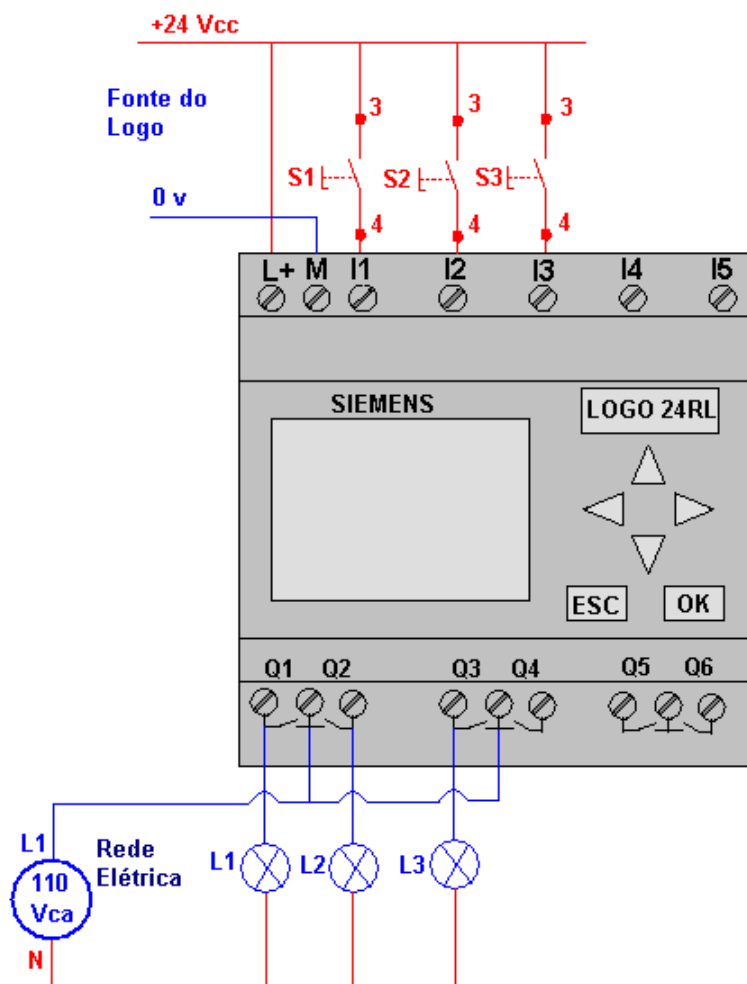 +24 Vcc
Fonte do
Logo
3
3
3
S1
S2
S3
0 v
4
4
4
L+ M I1 I2 I3 I4 I5
SIEMENS
LOGO 24RL
ESC
OK
Q1 Q2 Q3 Q4 Q5 Q6
L1
Rede
Elétrica
L1
L2
L3
110
Vca
N